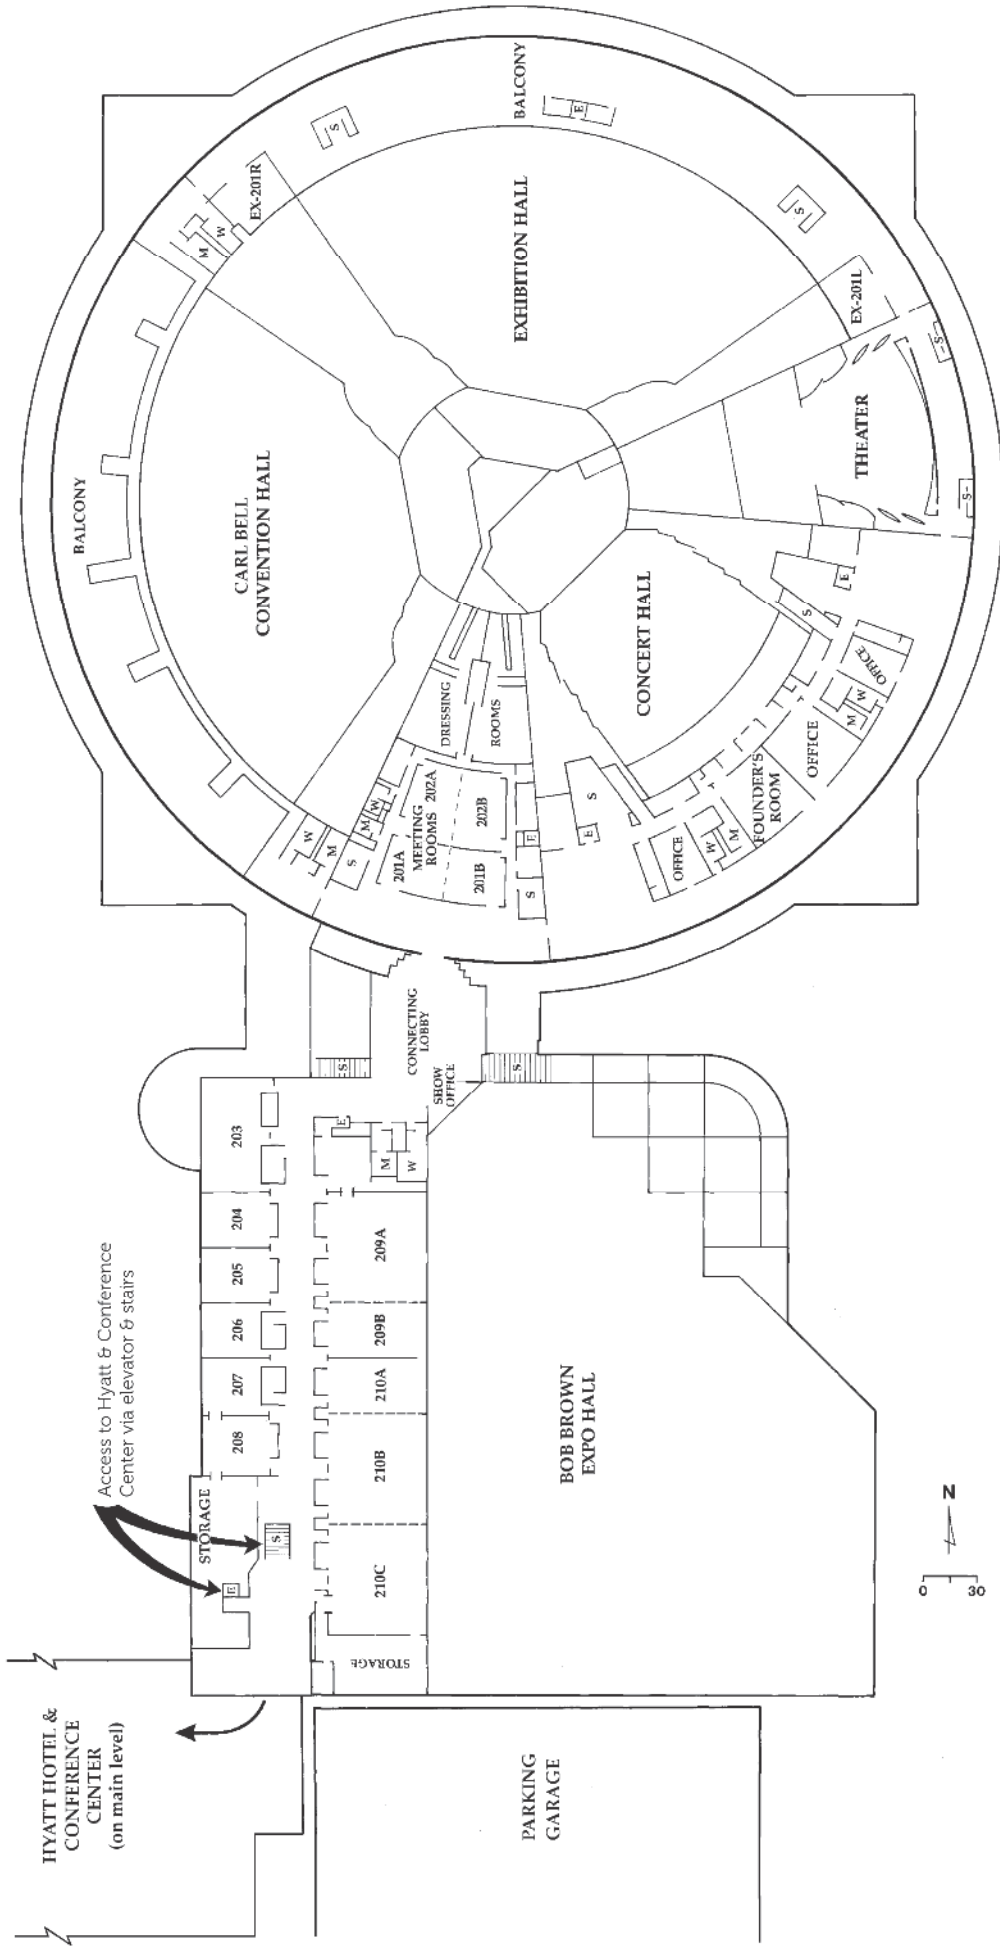 HYATT HOTEL &
CONFERENCE
CENTER
(on main level)
PARKING
GARAGE
Access to Hyatt & Conference
Center via elevator & stairs
STORAGE
E
S
208
207
206
205
204
203
STORAGE
210C
210B
210A
209B
209A
M
W
E
BOB BROWN
EXPO HALL
SHOW
OFFICE
CONNECTING
LOBBY
S
S
BALCONY
CARL BELL
CONVENTION HALL
W
M
S
M
W
201A
MEETING
ROOMS
202A
201B
202B
DRESSING
ROOMS
S
E
E
S
CONCERT HALL
OFFICE
W
M
FOUNDER'S
ROOM
OFFICE
M
W
OFFICE
S
E
THEATER
S
S
EX-201L
S
EXHIBITION HALL
BALCONY
E
S
EX-201R
M
W
N
0
30